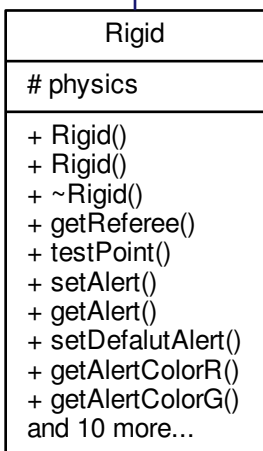 Rigid
# physics
+ Rigid()
+ Rigid()
+ ~Rigid()
+ getReferee()
+ testPoint()
+ setAlert()
+ getAlert()
+ setDefalutAlert()
+ getAlertColorR()
+ getAlertColorG()
and 10 more...